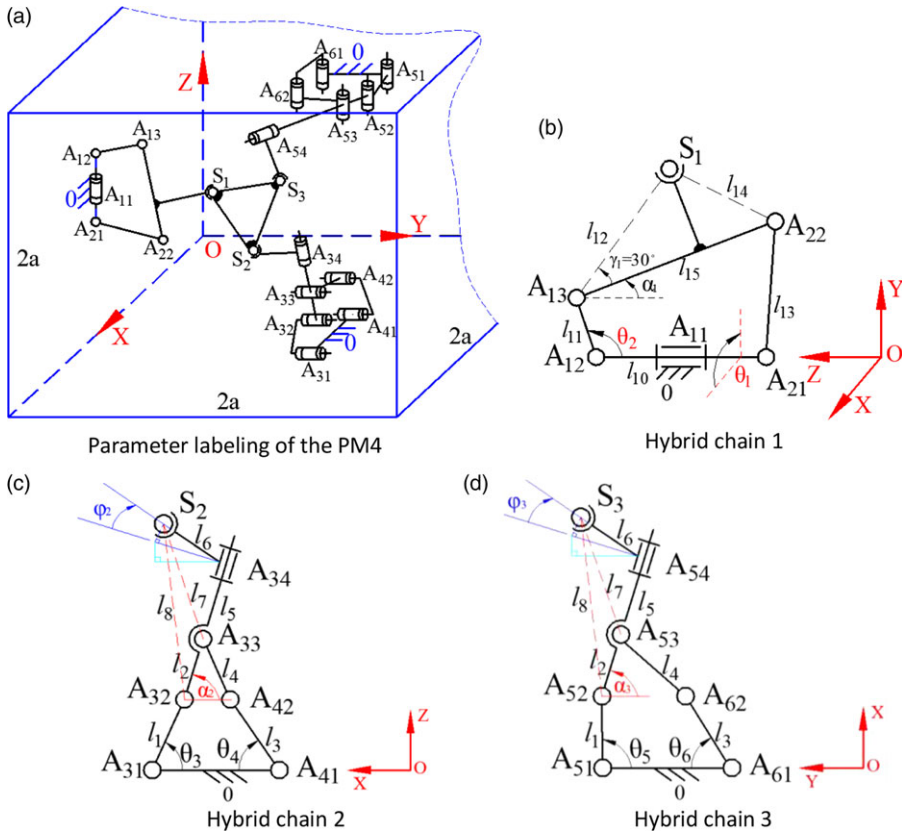 (a)
A₆₁
0
A₅₁
A₆₂
A₅₂
A₅₃
A₅₄
Z
A₁₃
A₁₂
A₁₁
0
A₂₁
A₂₂
S₁
S₃
S₂
O
Y
A₃₄
A₄₂
A₃₃
A₃₂
A₄₁
0
A₃₁
X
2a
2a
2a
Parameter labeling of the PM4
(b)
S₁
l₁₄
l₁₂
A₂₂
γ₁=30°
l₁₅
A₁₃
α₁
l₁₃
l₁₁
θ₂
A₁₁
A₁₂
l₁₀
0
θ₁
A₂₁
Y
Z
O
X
Hybrid chain 1
(c)
φ₂
S₂
l₆
A₃₄
l₇
l₈
l₅
A₃₃
l₂
l₄
A₃₂
α₂
A₄₂
l₁
θ₃
θ₄
l₃
A₃₁
0
A₄₁
Z
X
O
Hybrid chain 2
(d)
φ₃
S₃
l₆
A₅₄
l₇
l₈
l₅
A₅₃
l₂
l₄
A₅₂
α₃
A₆₂
l₁
θ₅
θ₆
l₃
A₅₁
0
A₆₁
X
Y
O
Hybrid chain 3